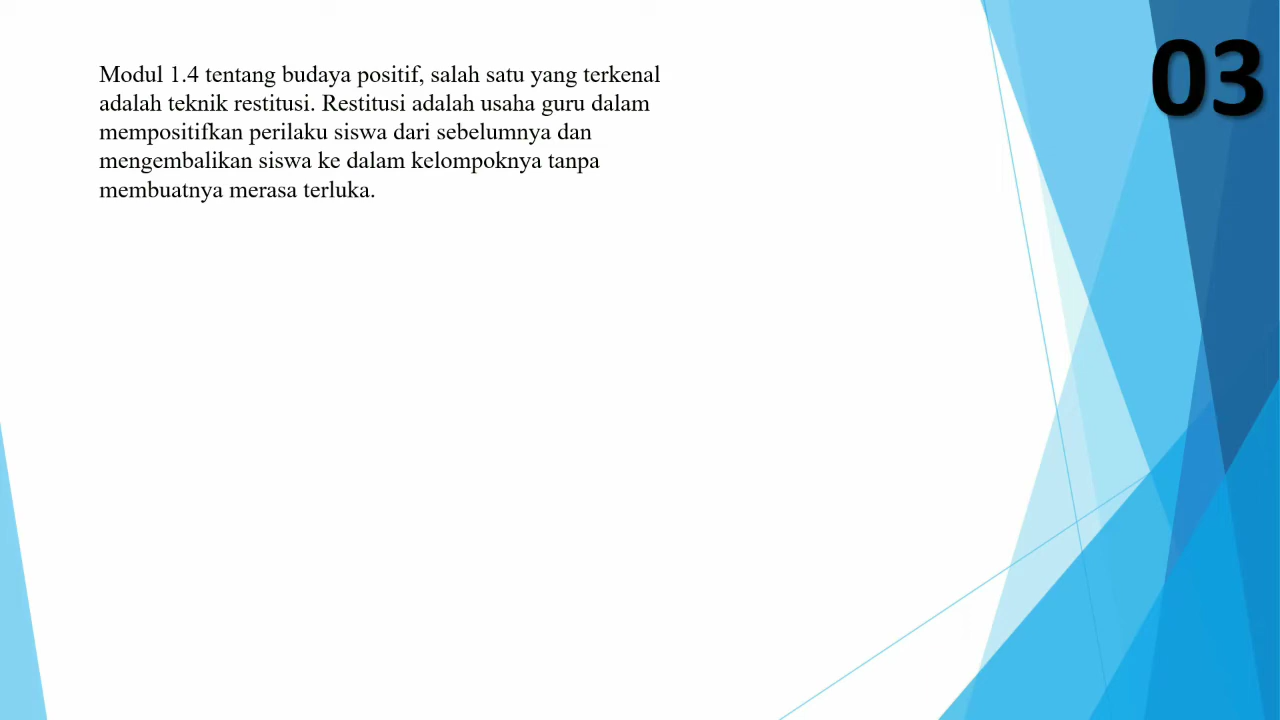 03
Modul 1.4 tentang budaya positif, salah satu yang terkenal
adalah teknik restitusi. Restitusi adalah usaha guru dalam
mempositifkan perilaku siswa dari sebelumnya dan
mengembalikan siswa ke dalam kelompoknya tanpa
membuatnya merasa terluka.